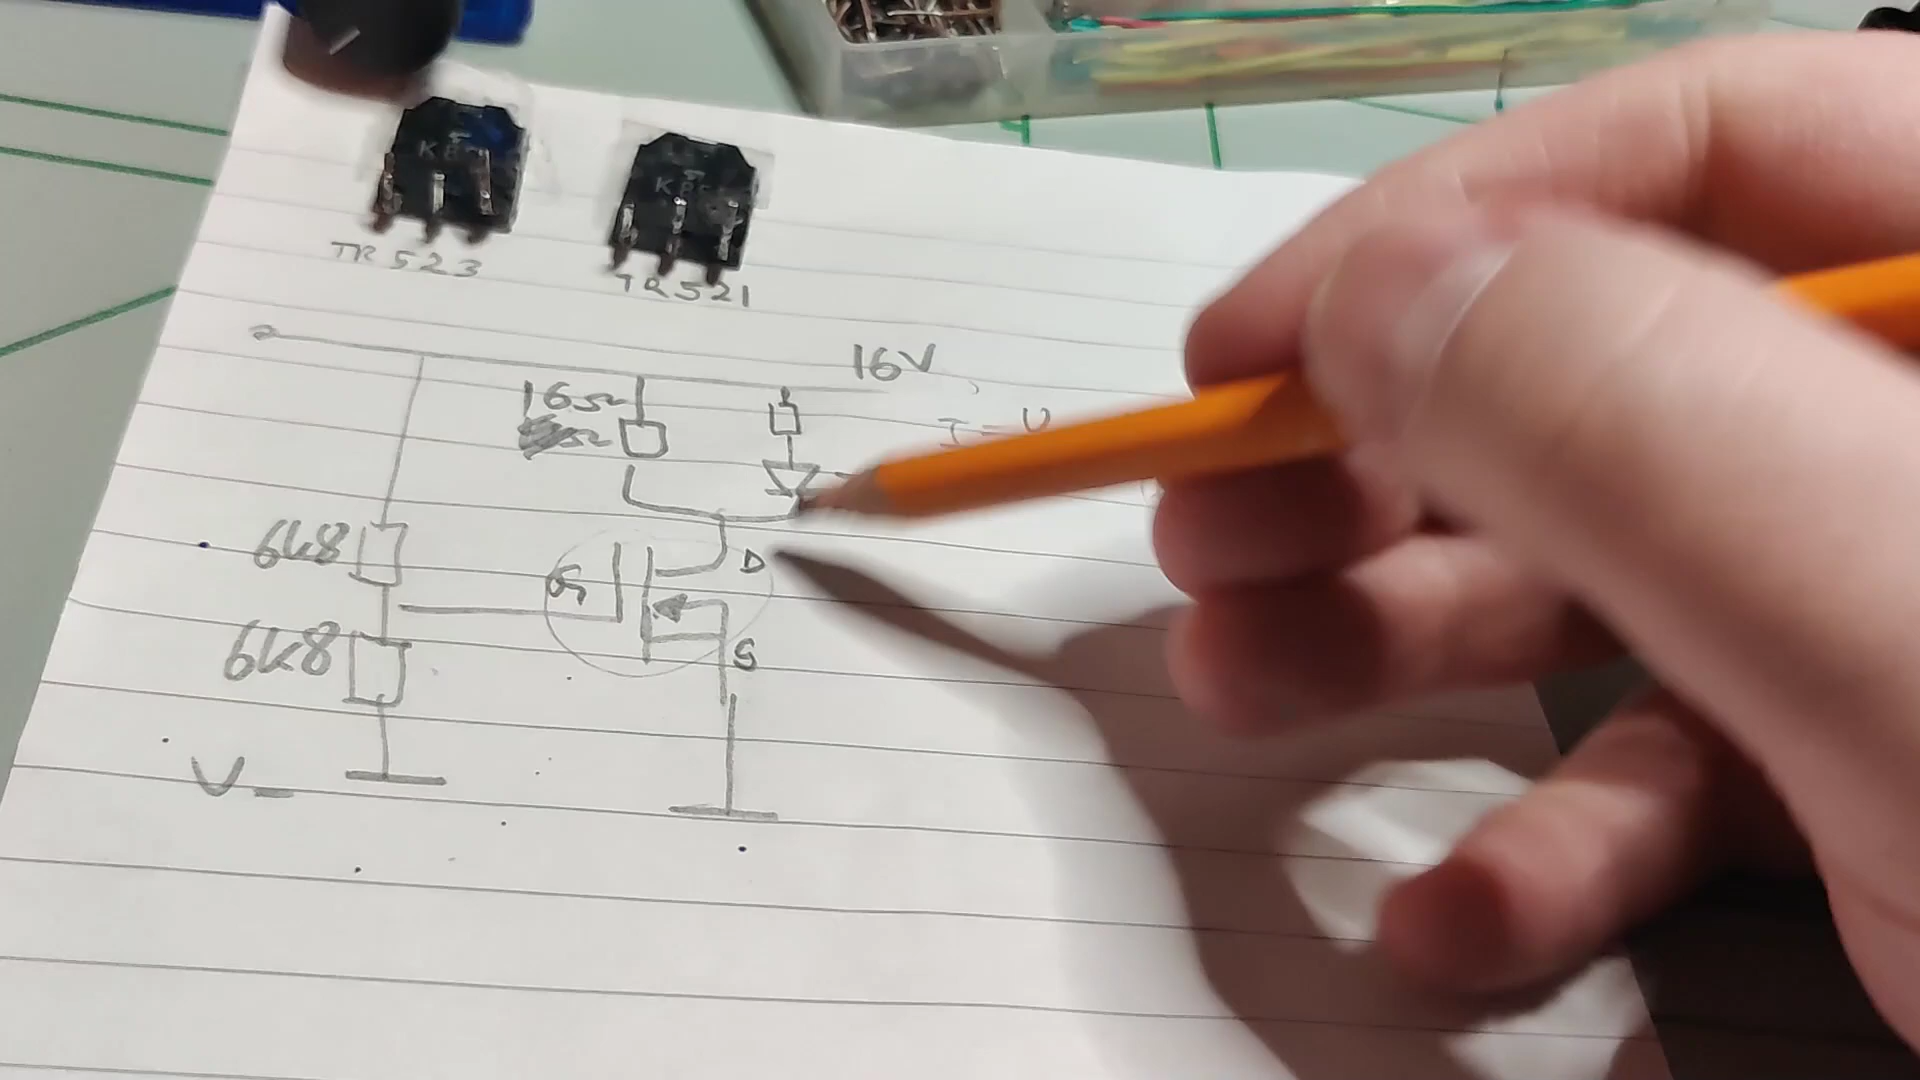 TR523
TR521
16V
16Ω
Ω
I = U
6k8
D
G
6k8
S
V-